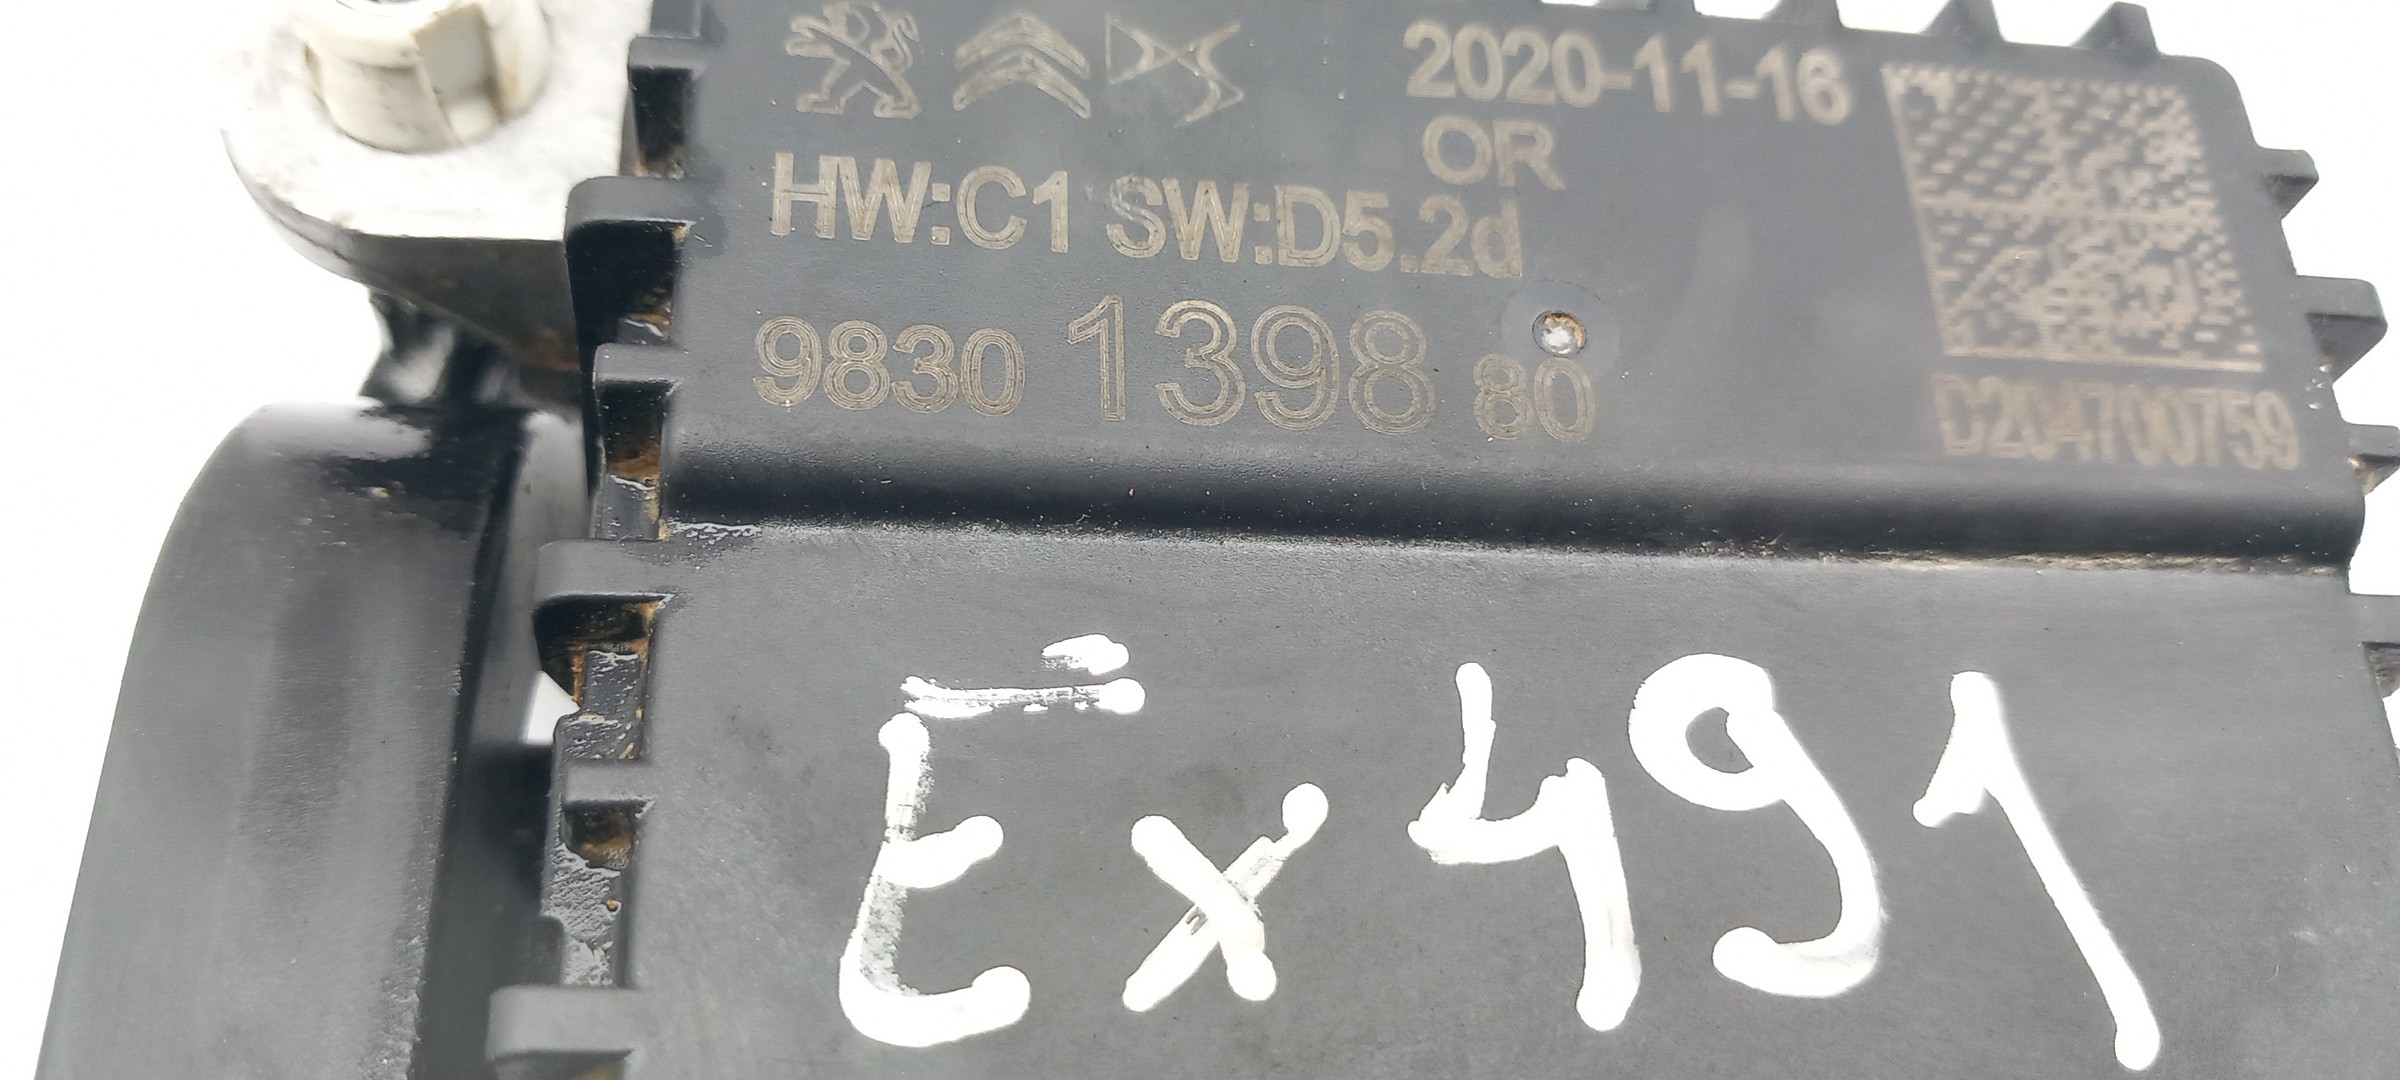 2020-11-16
OR
HW:C1 SW:D5.2d
9830 1398 80
D204700759
Ex491